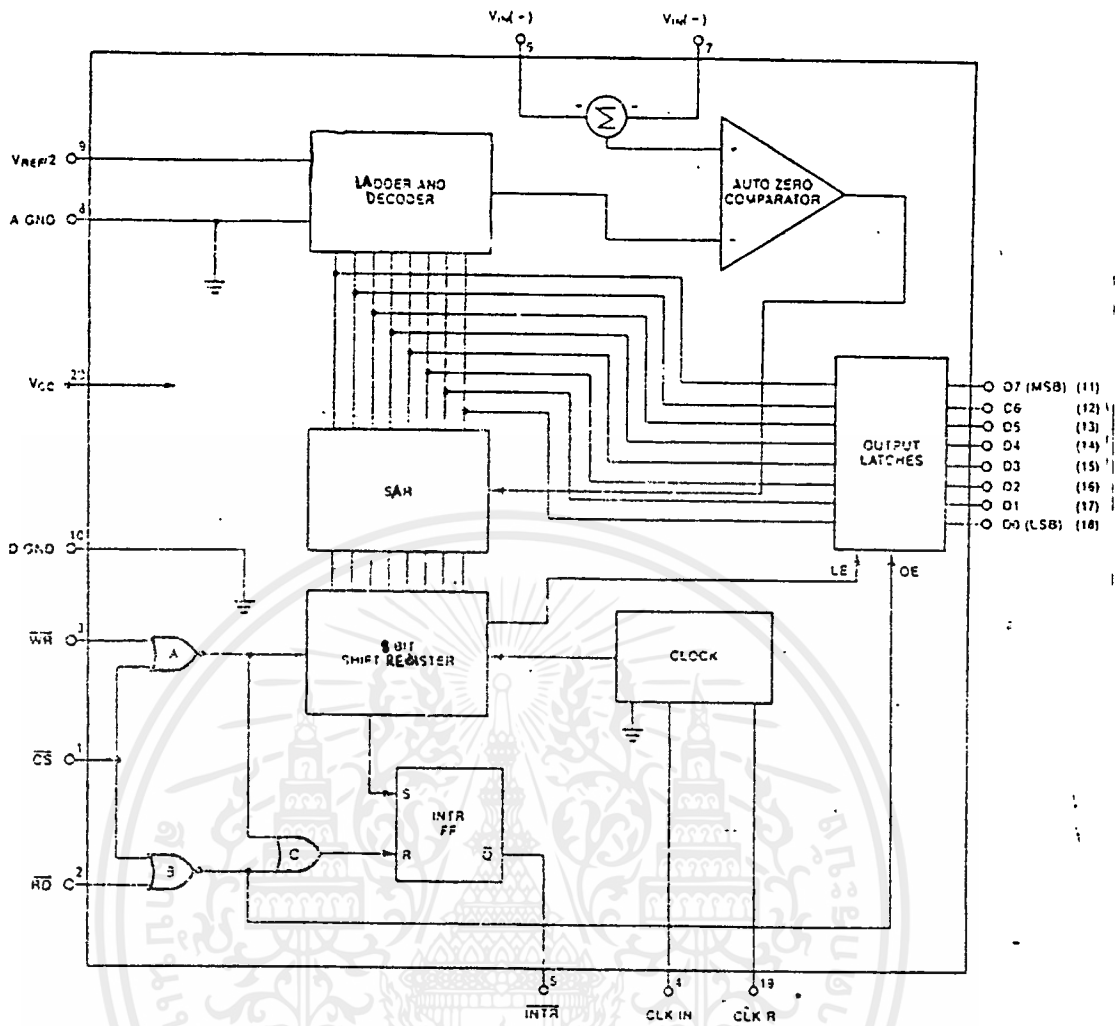 VIN(-) VIN(-)
6 7
VREF/2 9
LADDER AND
DECODER
AUTO ZERO
COMPARATOR
A GND 8
VCC 20
D7 (MSB) (11)
D6 (12)
D5 (13)
D4 (14)
D3 (15)
D2 (16)
D1 (17)
D0 (LSB) (18)
OUTPUT
LATCHES
SAR
D GND 10
LE OE
WR 3
A
8 BIT
SHIFT REGISTER
CLOCK
CS 1
S
INTR
FF
R Q
C
B
RD 2
5 4 19
INTR CLK IN CLK R